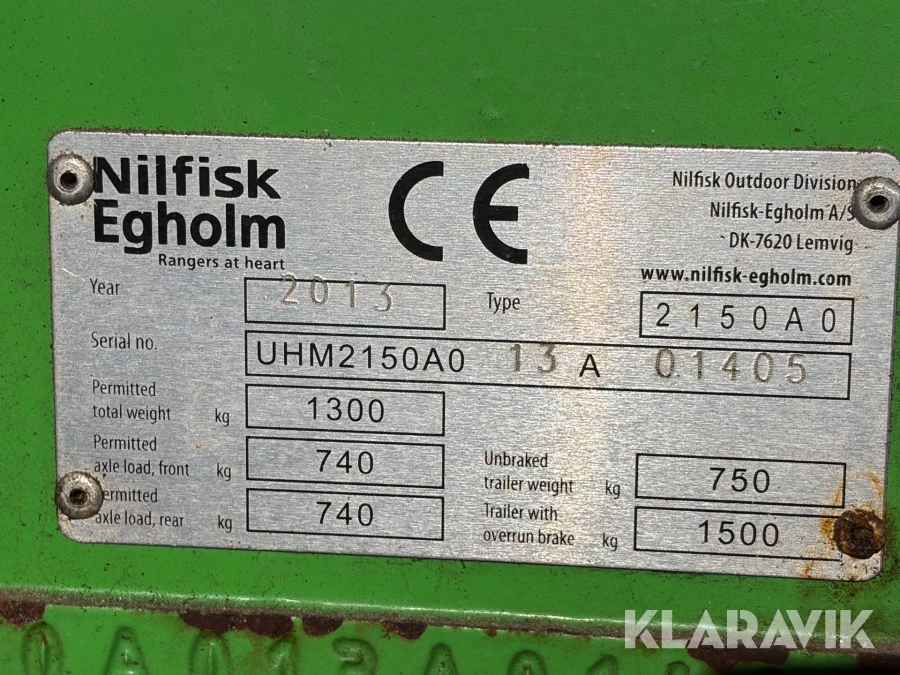 Nilfisk
Egholm
Rangers at heart
CE
Nilfisk Outdoor Division
Nilfisk-Egholm A/S
DK-7620 Lemvig
www.nilfisk-egholm.com
Year 2013 Type 2150A0
Serial no. UHM2150A0 13 A 01405
Permitted
total weight kg 1300
Permitted
axle load, front kg 740
Permitted
axle load, rear kg 740
Unbraked
trailer weight kg 750
Trailer with
overrun brake kg 1500
KLARAVIK